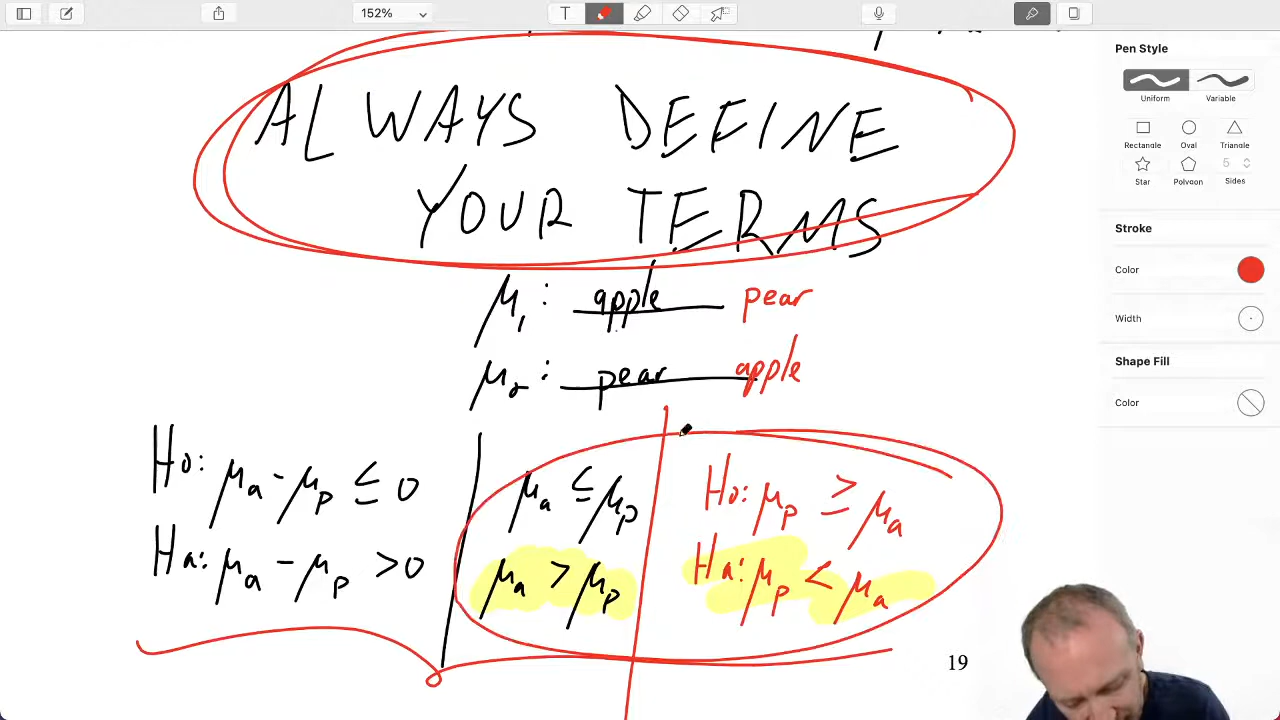 152%
T
Pen Style
Uniform
Variable
Rectangle
Oval
Triangle
Star
Polygon
5
Sides
Stroke
Color
Width
Shape Fill
Color
ALWAYS DEFINE
YOUR TERMS
μ₁: apple pear
μ₂: pear apple
Ho: μa - μp ≤ 0
Ha: μa - μp > 0
μa ≤ μp
μa > μp
Ho: μp ≥ μa
Ha: μp < μa
19